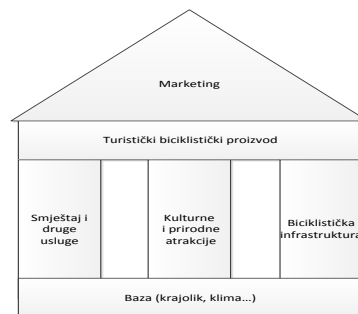 Marketing
Turistički biciklistički proizvod
Smještaj i
druge
usluge
Kulturne
i prirodne
atrakcije
Biciklistička
infrastruktura
Baza (krajolik, klima...)